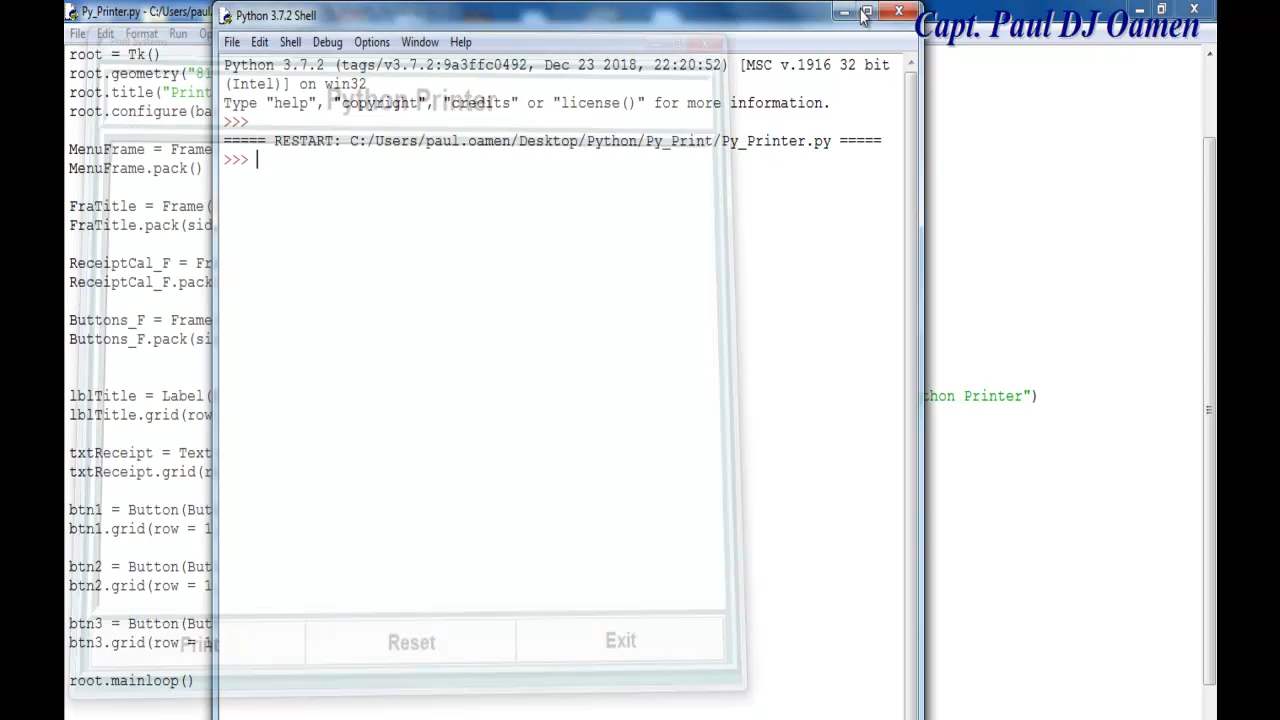 Py_Printer.py - C:/Users/paul
Python 3.7.2 Shell
Capt. Paul DJ Oamen
File Edit Format Run
File Edit Shell Debug Options Window Help
root = Tk()
root.geometry("81
root.title("Print
root.configure(ba
MenuFrame = Frame
MenuFrame.pack()
FraTitle = Frame(
FraTitle.pack(sid
ReceiptCal_F = Fr
ReceiptCal_F.pack
Buttons_F = Frame
Buttons_F.pack(si
lblTitle = Label(
lblTitle.grid(row
txtReceipt = Text
txtReceipt.grid(r
btn1 = Button(But
btn1.grid(row = 1
btn2 = Button(But
btn2.grid(row = 1
btn3 = Button(But
btn3.grid(row = 1
root.mainloop()
Python 3.7.2 (tags/v3.7.2:9a3ffc0492, Dec 23 2018, 22:20:52) [MSC v.1916 32 bit
(Intel)] on win32
Type "help", "copyright", "credits" or "license()" for more information.
>>>
===== RESTART: C:/Users/paul.oamen/Desktop/Python/Py_Print/Py_Printer.py =====
>>>
Python Printer
Print
Reset
Exit
thon Printer")